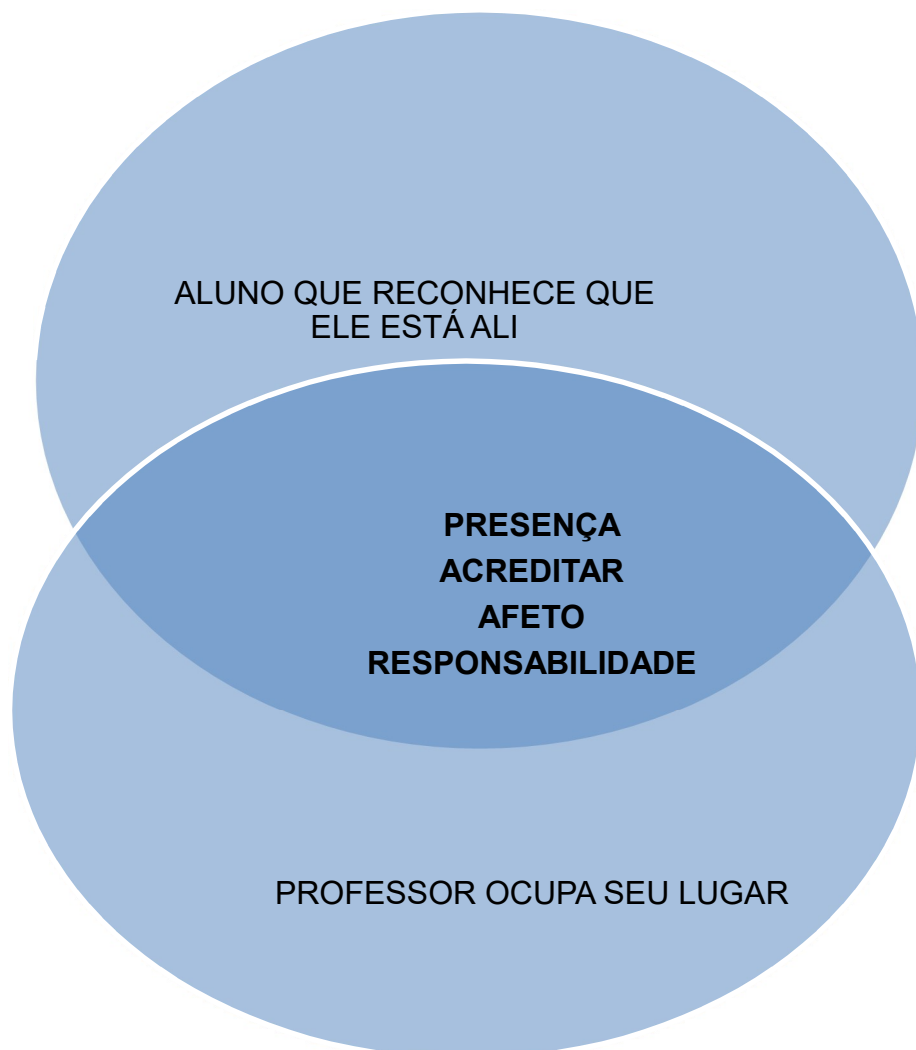 ALUNO QUE RECONHECE QUE
ELE ESTÁ ALI
PRESENÇA
ACREDITAR
AFETO
RESPONSABILIDADE
PROFESSOR OCUPA SEU LUGAR